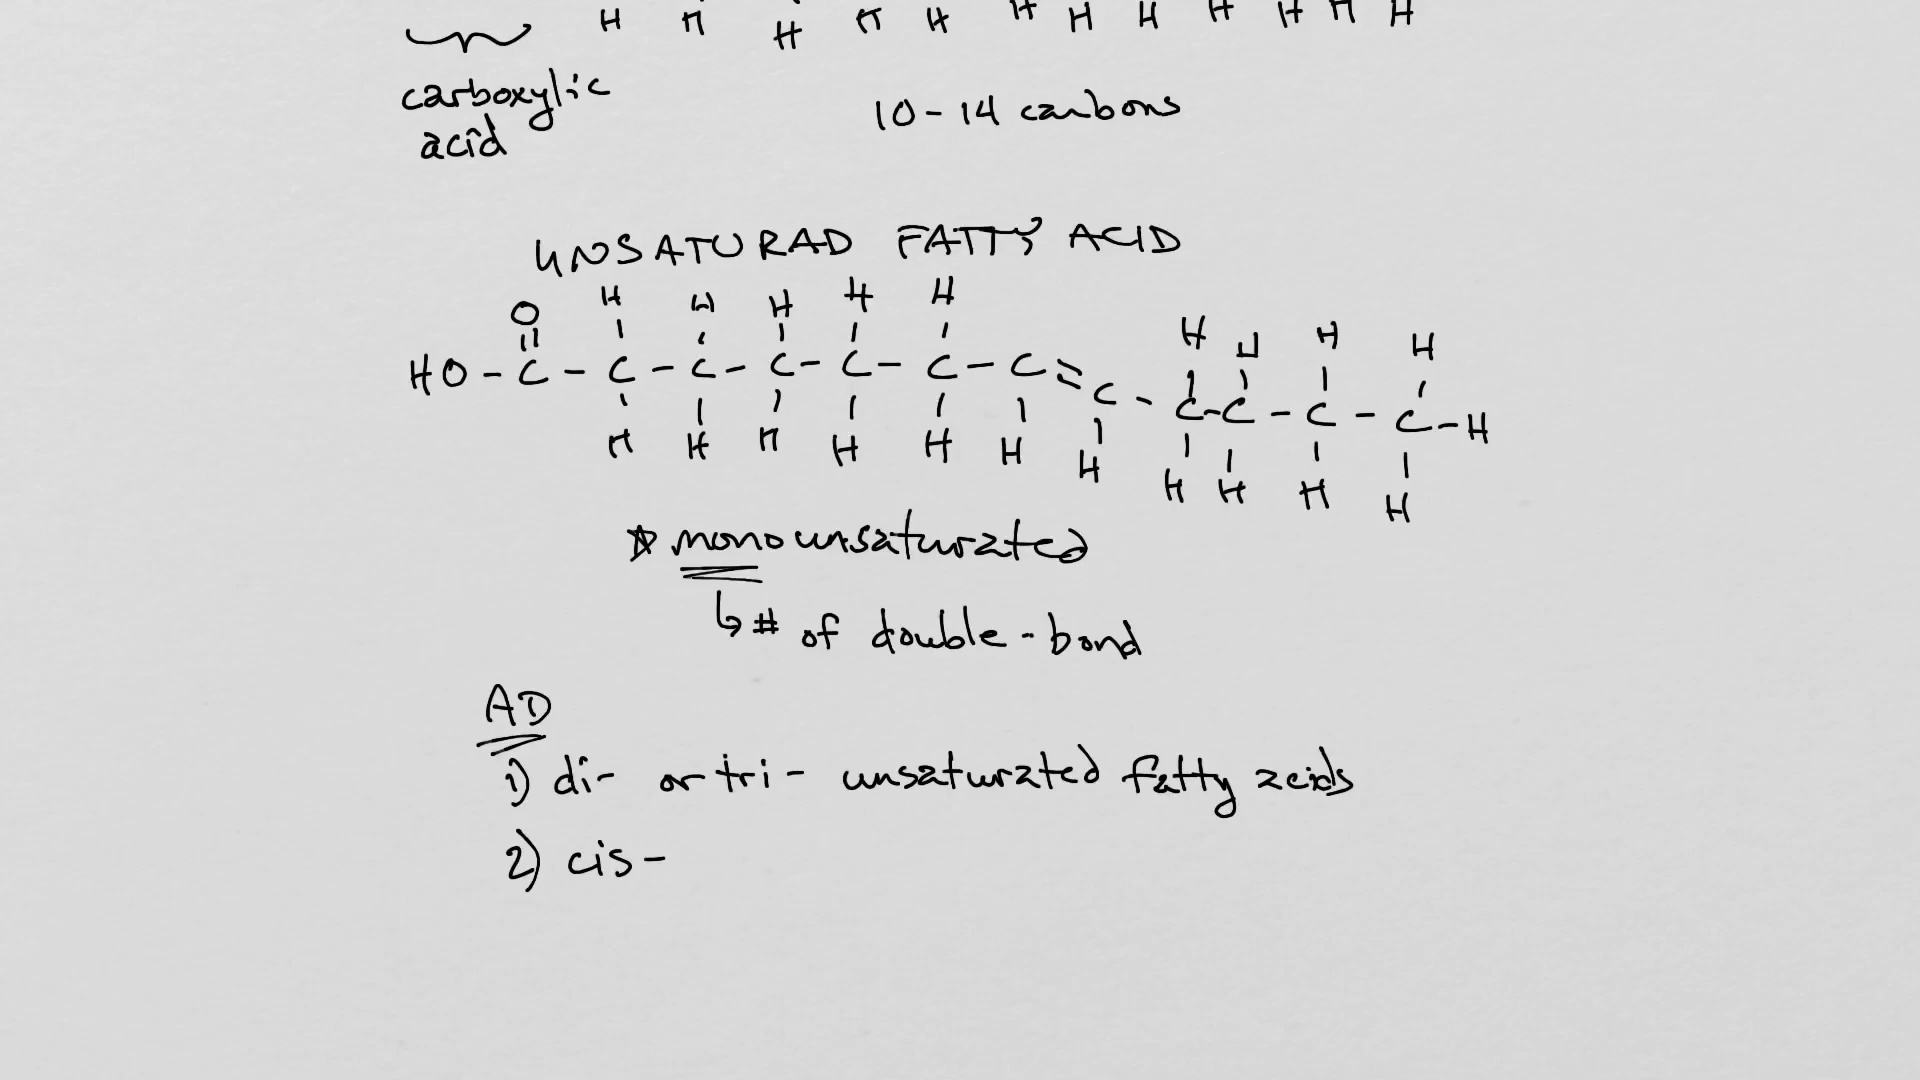 H H H H H H H H H H H H
carboxylic
acid
10-14 carbons
UNSATURAD FATTY ACID
O H H H H H H H H H
HO - C - C - C - C - C - C - C = C - C - C - C - C - H
H H H H H H H H H H H
* monounsaturated
↳ # of double-bond
AD
1) di- or tri- unsaturated fatty acids
2) cis-